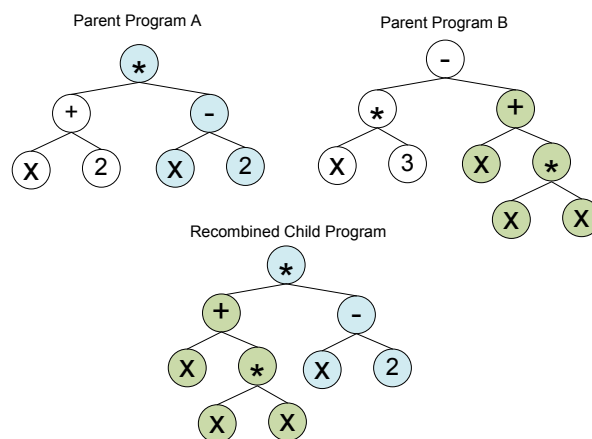 Parent Program A
Parent Program B
*
-
+
-
*
+
X
2
X
2
X
3
X
*
X
X
Recombined Child Program
*
+
-
X
*
X
2
X
X